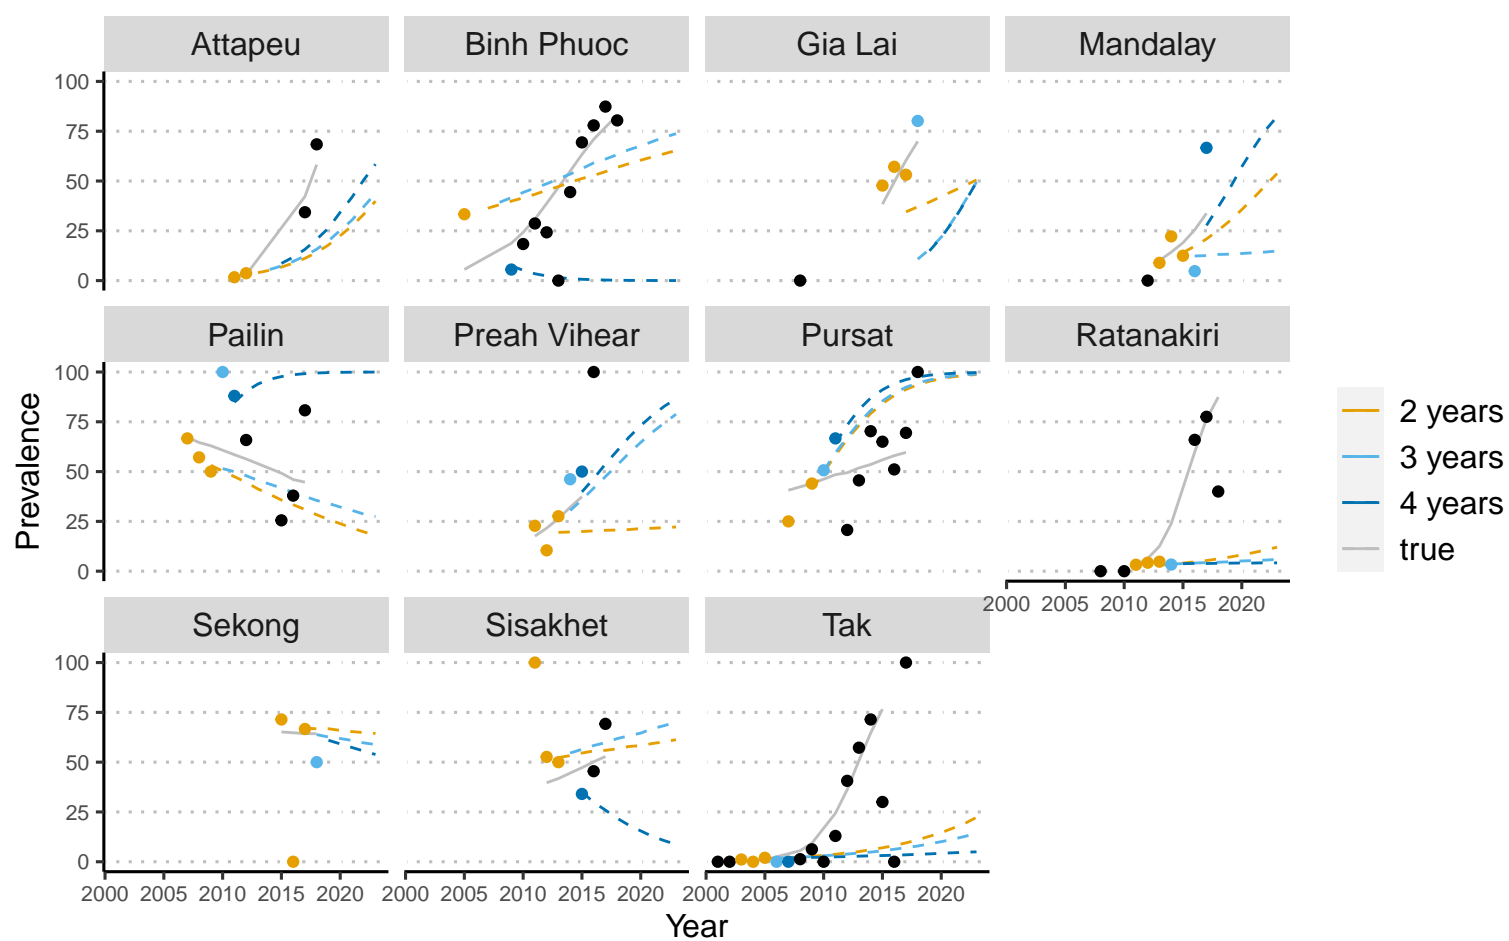 Attapeu Binh Phuoc Gia Lai Mandalay
100
75
50
25
0
Pailin Preah Vihear Pursat Ratanakiri
100
75
50
25
0
2000 2005 2010 2015 2020
Sekong Sisakhet Tak
100
75
50
25
0
2000 2005 2010 2015 2020 2000 2005 2010 2015 2020 2000 2005 2010 2015 2020
Year
Prevalence
2 years
3 years
4 years
true